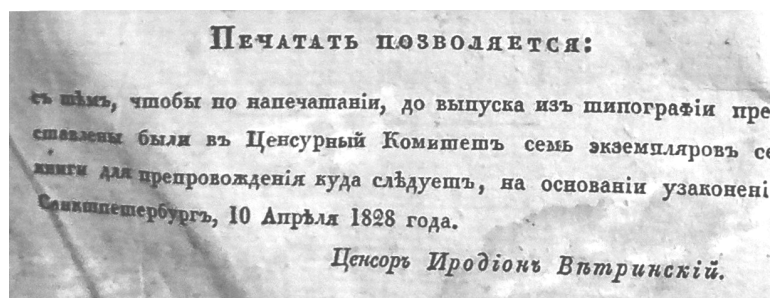 Печатать позволяется:
съ тѣмъ, чтобы по напечатаніи, до выпуска изъ типографіи пре
ставлены были въ Ценсурный Комитетъ семь экземпляровъ се
книги для препровожденія куда слѣдуетъ, на основаніи узаконені
Санктпетербургъ, 10 Апрѣля 1828 года.
Ценсоръ Иродіонъ Вѣтринскій.